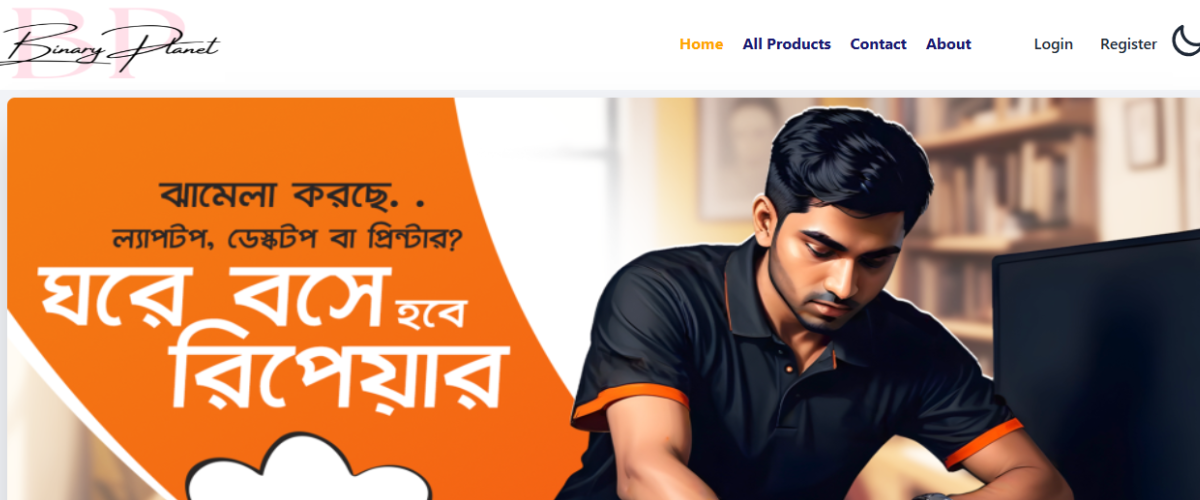 BP
Binary Planet
Home All Products Contact About Login Register
ঝামেলা করছে. .
ল্যাপটপ, ডেস্কটপ বা প্রিন্টার?
ঘরে বসে হবে
রিপেয়ার